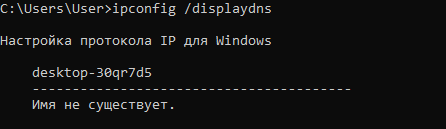 C:\Users\User>ipconfig /displaydns
Настройка протокола IP для Windows
desktop-30qr7d5
----------------------------------------
Имя не существует.